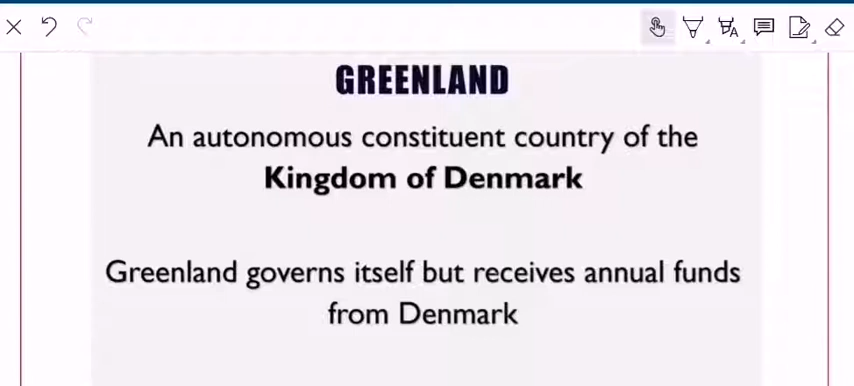 GREENLAND
An autonomous constituent country of the
Kingdom of Denmark
Greenland governs itself but receives annual funds
from Denmark